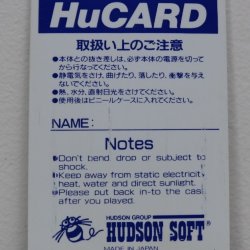 HuCARD
取扱い上のご注意
●本体との抜き差しは、必ず本体の電源を切っ
てから行なってください。
●静電気をさけ、曲げたり、落したり、衝撃を与え
ないでください。
●熱、水分、直射日光をさけてください。
●使用後はビニールケースに入れてください。
NAME:
Notes
●Don't bend drop or subject to
shock.
●Keep away from static electricity
heat, water and direct sunlight.
●Please put back in-to the case
after you played.
HUDSON GROUP
HUDSON SOFT
MADE IN JAPAN